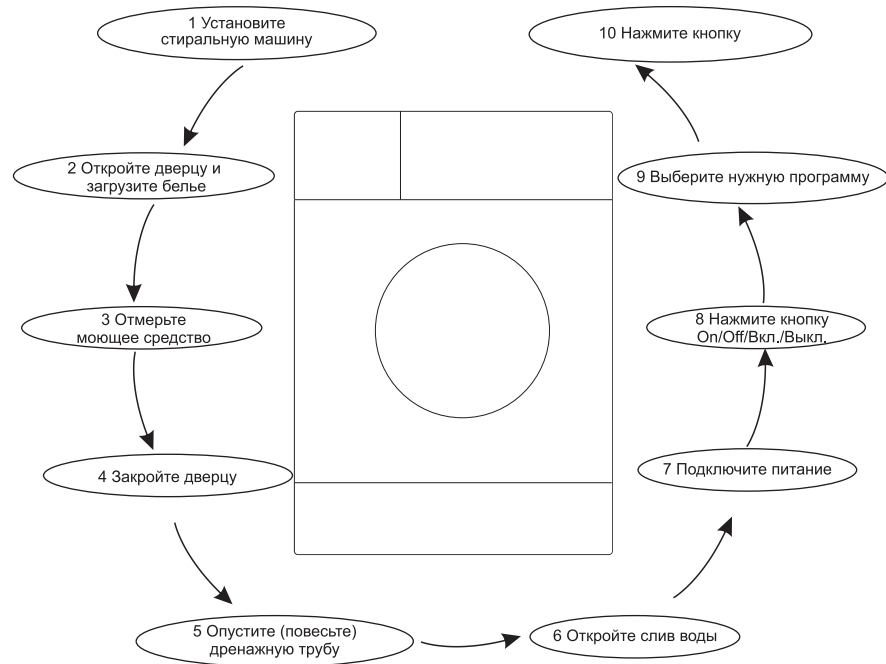 1 Установите
стиральную машину
2 Откройте дверцу и
загрузите белье
3 Отмерьте
моющее средство
4 Закройте дверцу
5 Опустите (повесьте)
дренажную трубу
6 Откройте слив воды
7 Подключите питание
8 Нажмите кнопку
On/Off/Вкл./Выкл.
9 Выберите нужную программу
10 Нажмите кнопку